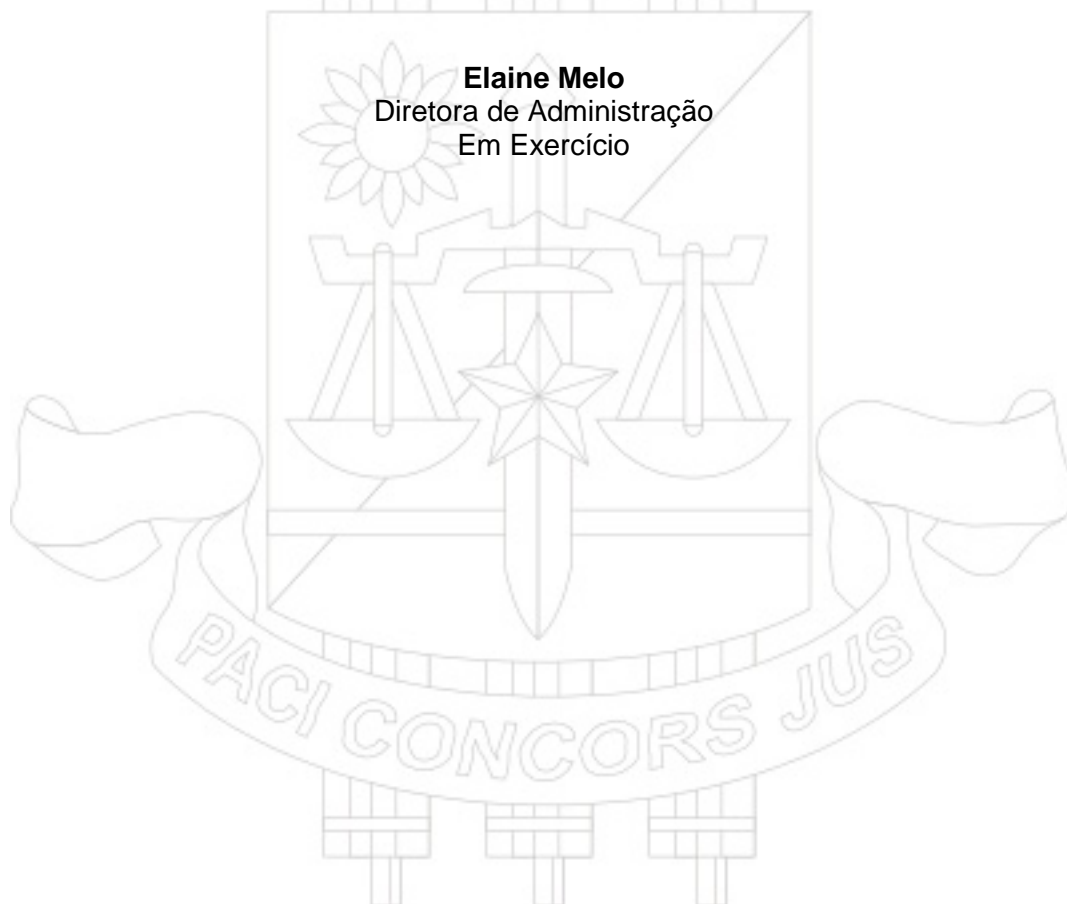 Elaine Melo
Diretora de Administração
Em Exercício
PACI CONCORS JUS